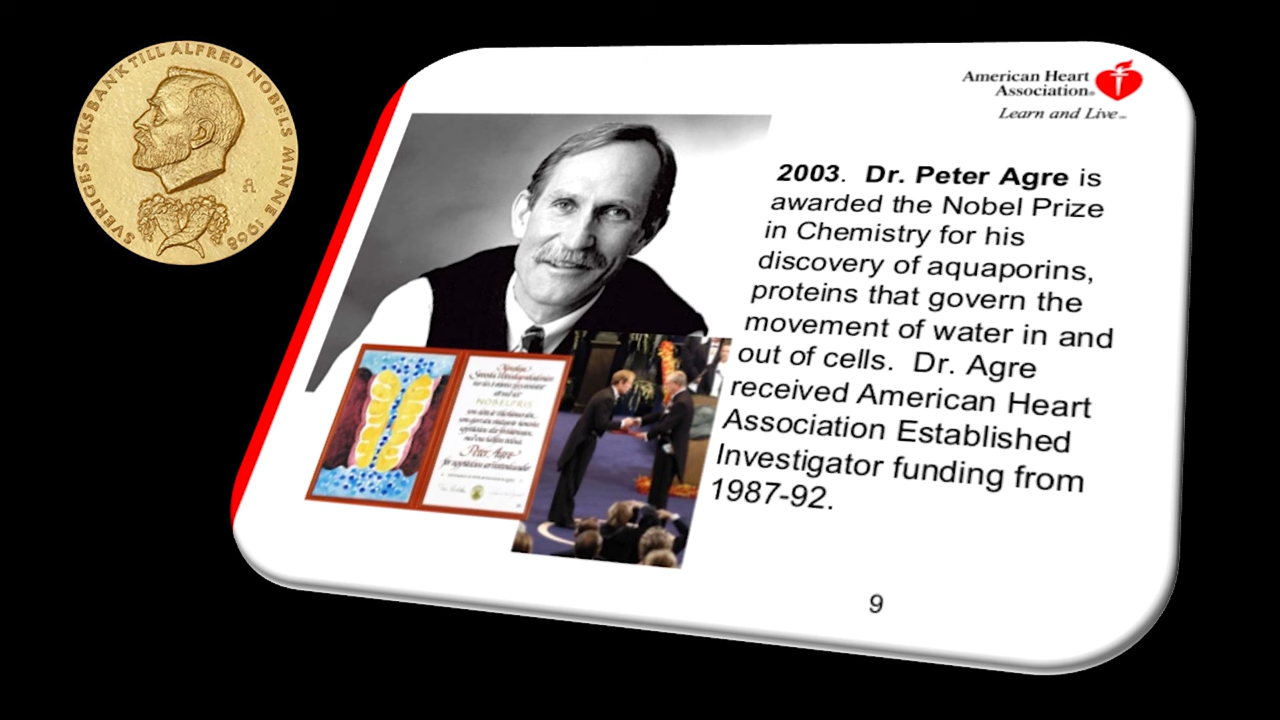 SVERIGES RIKSBANK TILL ALFRED NOBELS MINNE 1968
American Heart
Association®
Learn and Live℠
2003. Dr. Peter Agre is
awarded the Nobel Prize
in Chemistry for his
discovery of aquaporins,
proteins that govern the
movement of water in and
out of cells. Dr. Agre
received American Heart
Association Established
Investigator funding from
1987-92.
NOBELPRIS
Peter Agre
9